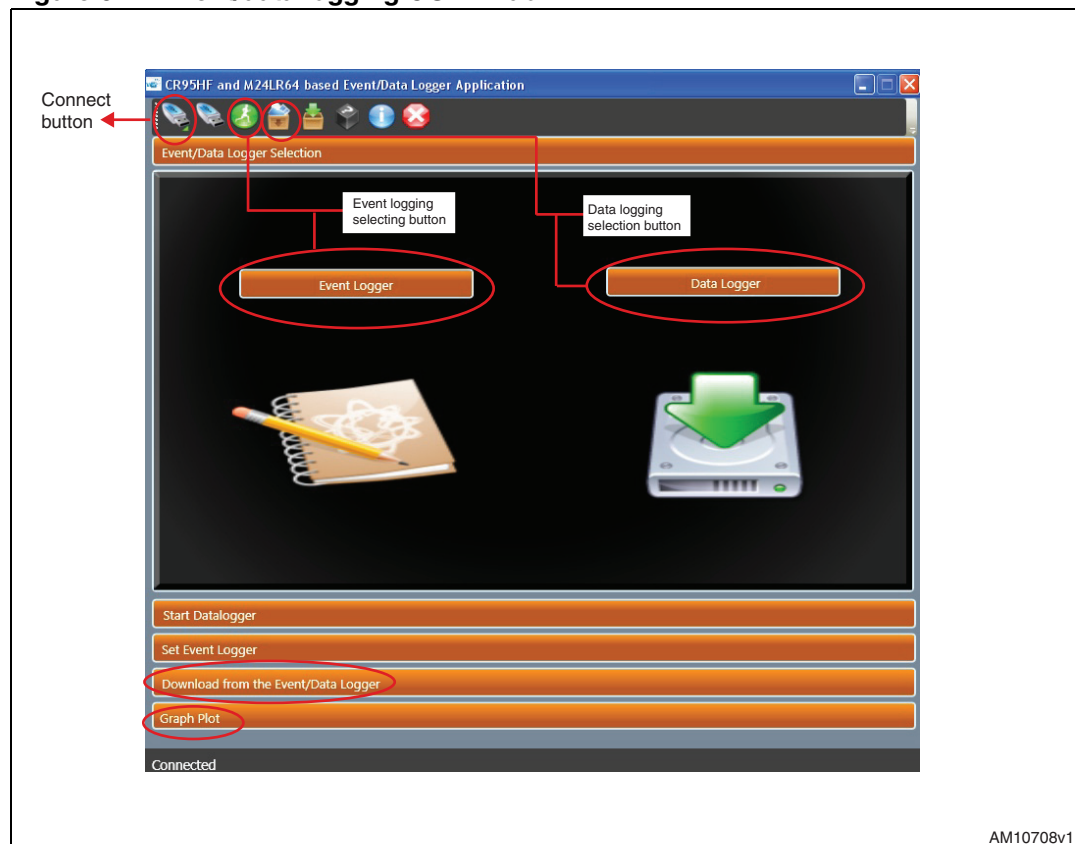 Connect
button
CR95HF and M24LR64 based Event/Data Logger Application
Event/Data Logger Selection
Event logging
selecting button
Data logging
selection button
Event Logger
Data Logger
Start Datalogger
Set Event Logger
Download from the Event/Data Logger
Graph Plot
Connected
AM10708v1